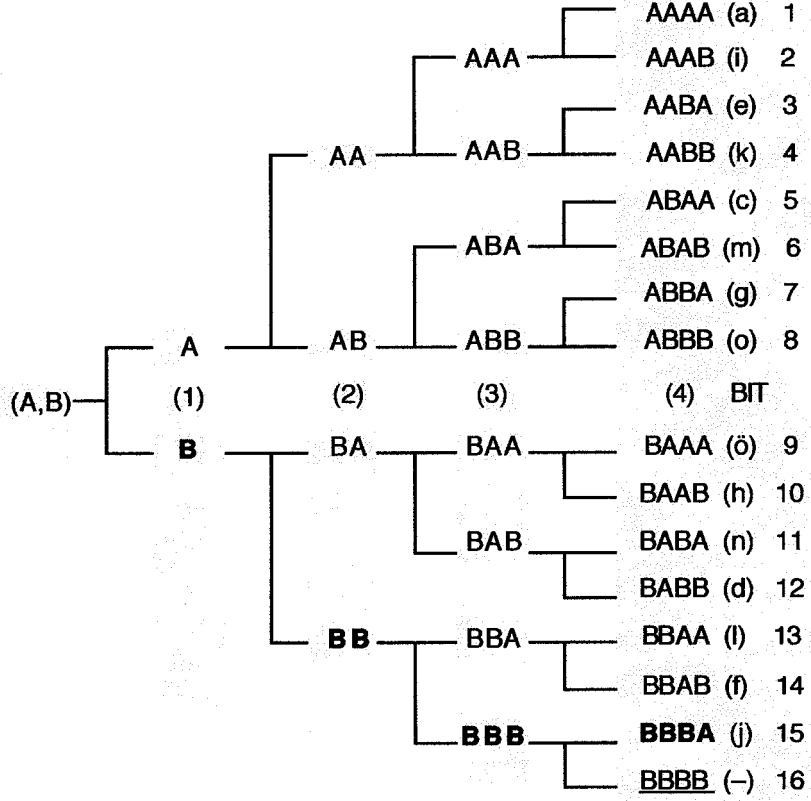 AAAA (a) 1
AAA AAAB (i) 2
AABA (e) 3
AA AAB AABB (k) 4
ABAA (c) 5
ABA ABAB (m) 6
ABBA (g) 7
A AB ABB ABBB (o) 8
(A,B) (1) (2) (3) (4) BIT
B BA BAA BAAA (ö) 9
BAAB (h) 10
BAB BABA (n) 11
BABB (d) 12
BB BBA BBAA (l) 13
BBAB (f) 14
BBB BBBA (j) 15
BBBB (–) 16